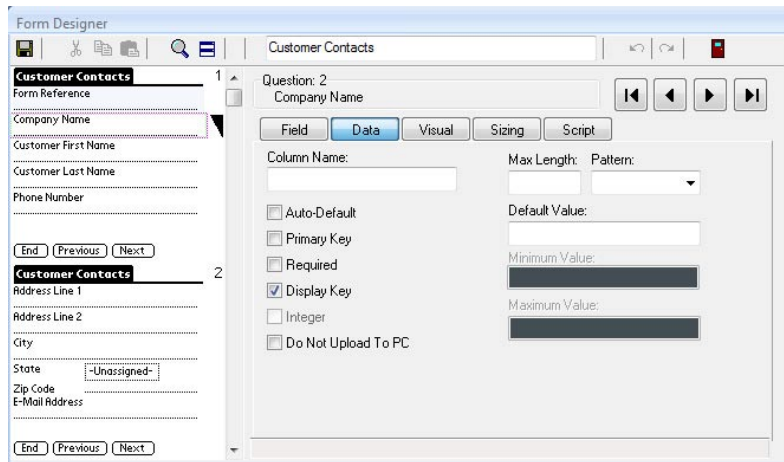 Form Designer
Customer Contacts
Customer Contacts 1
Form Reference
Company Name
Customer First Name
Customer Last Name
Phone Number
End Previous Next
Customer Contacts 2
Address Line 1
Address Line 2
City
State -Unassigned-
Zip Code
E-Mail Address
End Previous Next
Question: 2
Company Name
Field Data Visual Sizing Script
Column Name: Max Length: Pattern:
Auto-Default Default Value:
Primary Key
Required Minimum Value:
Display Key
Integer Maximum Value:
Do Not Upload To PC